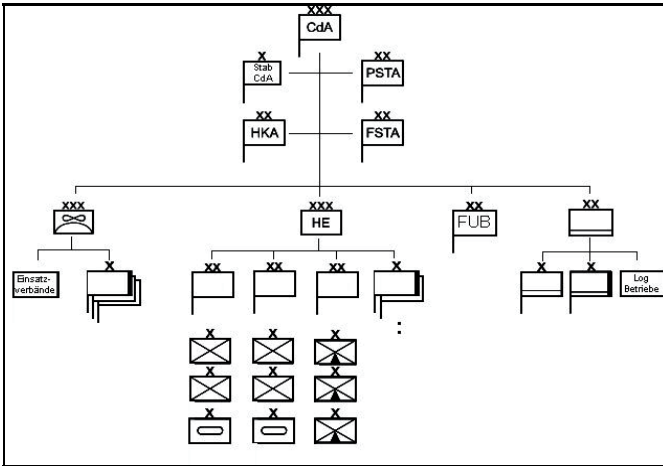 XXX
CdA
X
Stab
CdA
XX
PSTA
XX
HKA
XX
FSTA
XXX
XXX
HE
XX
FUB
XX
Einsatz-
verbände
X
XX
XX
XX
X
X
X
Log
Betriebe
:
X
X
X
X
X
X
X
X
X